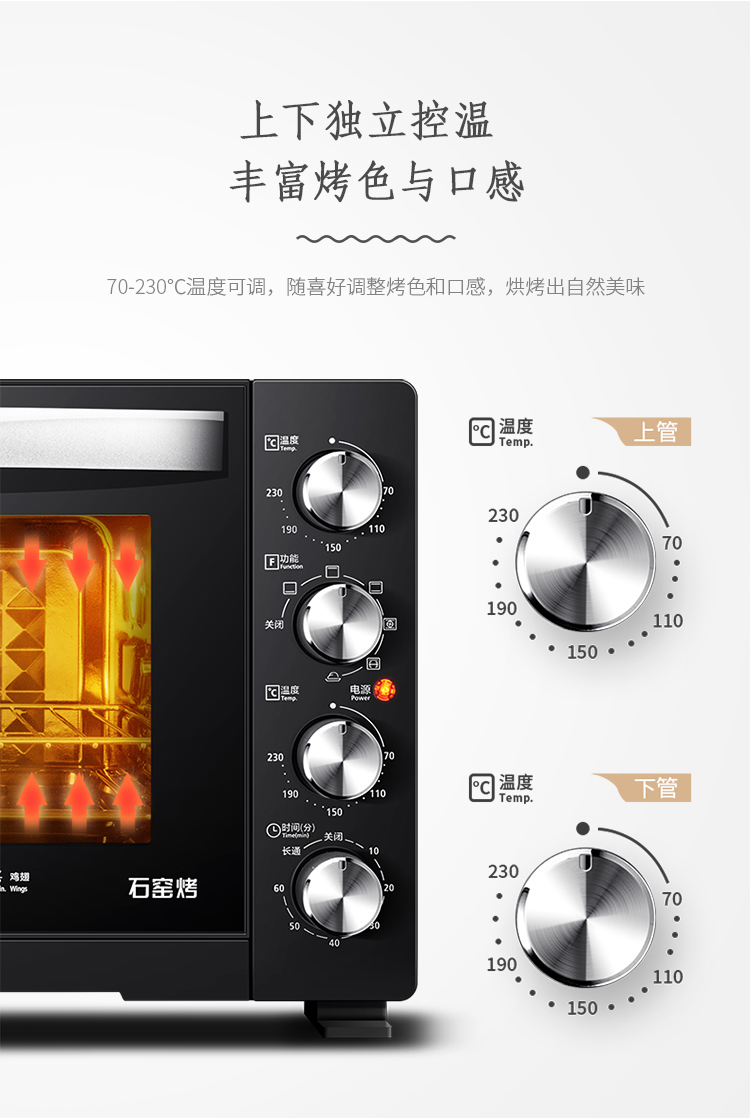 上下独立控温
丰富烤色与口感
70-230℃温度可调，随喜好调整烤色和口感，烘烤出自然美味
℃ 温度
Temp.
230
70
190
110
150
F 功能
Function
关闭
℃ 温度
Temp.
电源
Power
230
70
190
110
150
时间(分)
Time(min)
关闭
长通
10
60
20
50
30
40
鸡翅
in. Wings
石窑烤
℃ 温度
Temp.
上管
230
70
190
110
150
℃ 温度
Temp.
下管
230
70
190
110
150